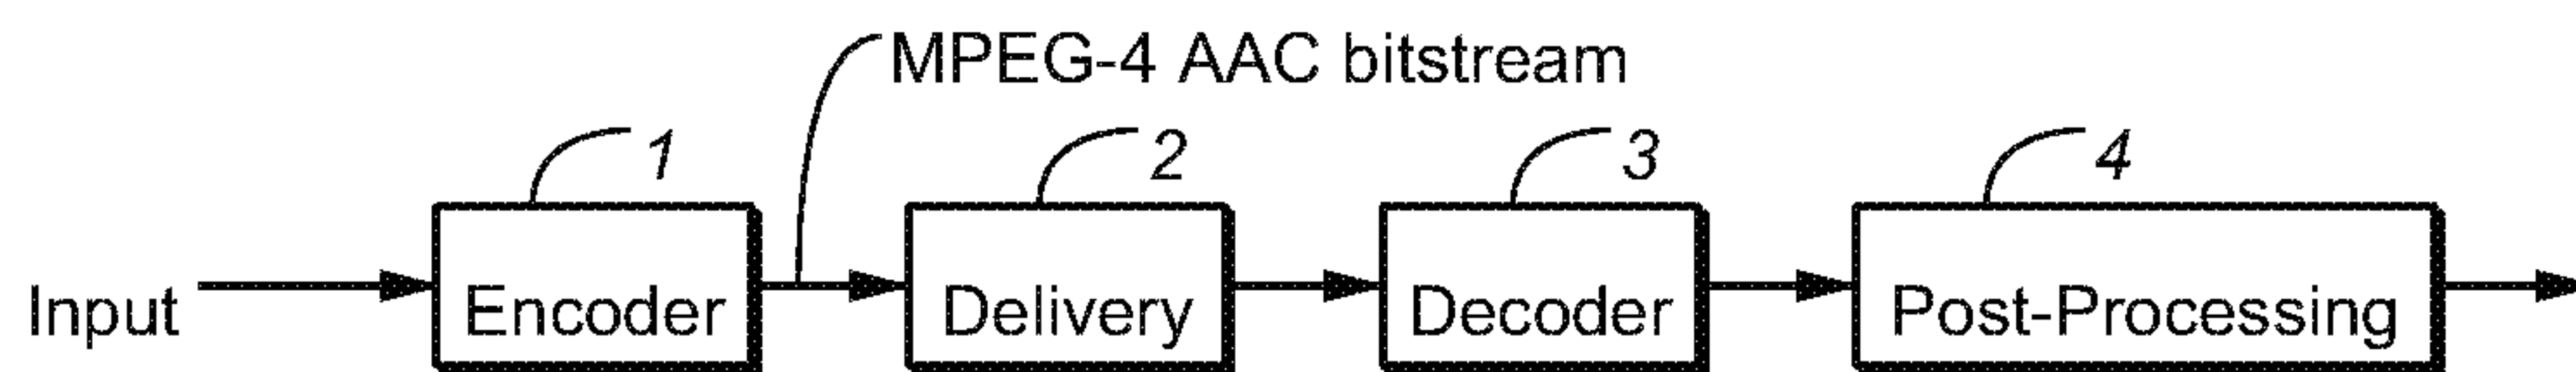 MPEG-4 AAC bitstream
1 2 3 4
Input Encoder Delivery Decoder Post-Processing